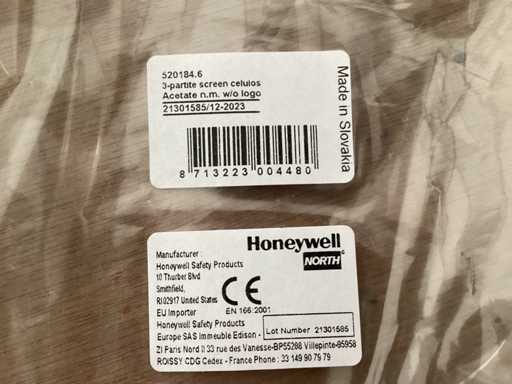 520184.6
3-partite screen celulos
Acetate n.m. w/o logo
21301585/12-2023
8 713223 004480
Made in Slovakia
Honeywell
NORTH
Manufacturer :
Honeywell Safety Products
10 Thurber Blvd
Smithfield,
RI 02917 United States
CE
EN 166:2001
EU Importer
Honeywell Safety Products
Europe SAS Immeuble Edison -
Lot Number 21301585
ZI Paris Nord II 33 rue des Vanesse-BP55288 Villepinte-95958
ROISSY CDG Cedex - France Phone : 33 149 90 79 79